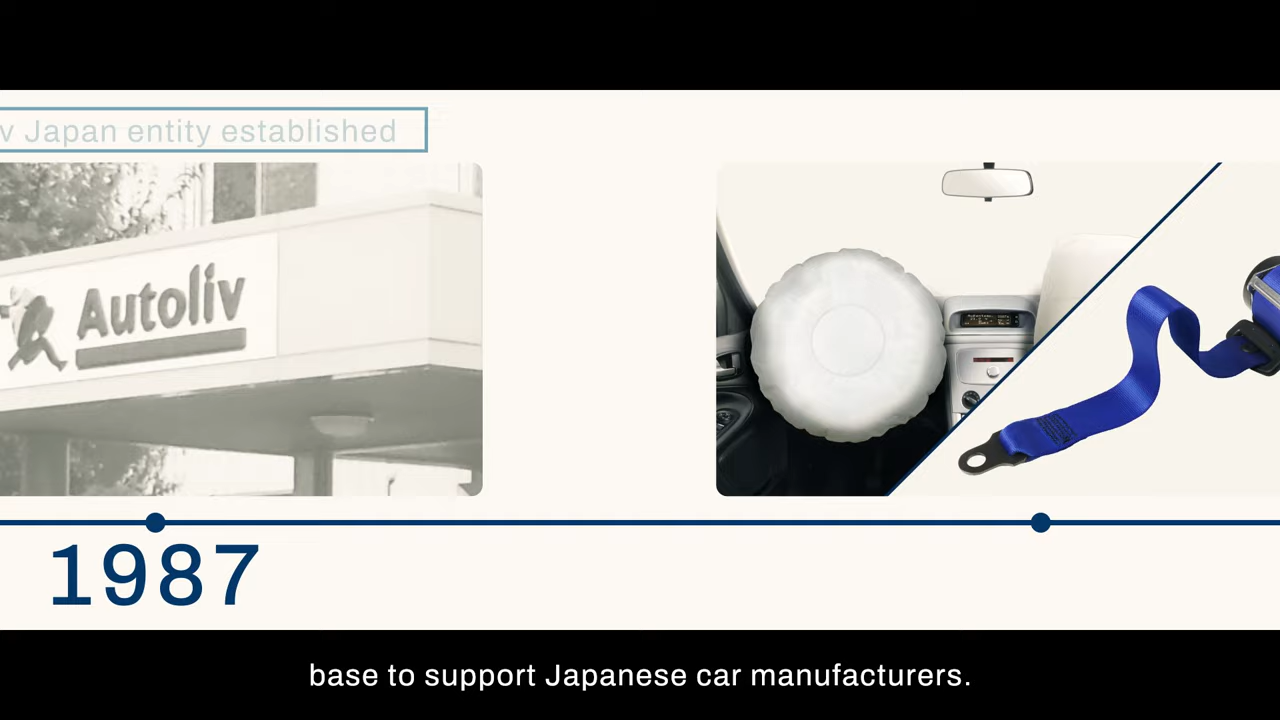 v Japan entity established
Autoliv
1987
base to support Japanese car manufacturers.